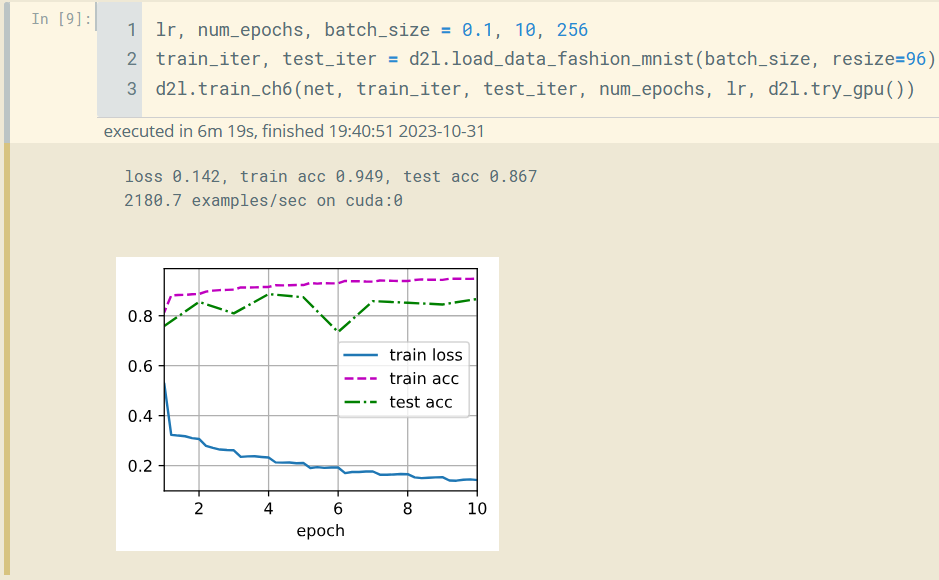 In [9]:
1 lr, num_epochs, batch_size = 0.1, 10, 256
2 train_iter, test_iter = d2l.load_data_fashion_mnist(batch_size, resize=96)
3 d2l.train_ch6(net, train_iter, test_iter, num_epochs, lr, d2l.try_gpu())
executed in 6m 19s, finished 19:40:51 2023-10-31
loss 0.142, train acc 0.949, test acc 0.867
2180.7 examples/sec on cuda:0
0.8
0.6
0.4
0.2
train loss
train acc
test acc
2 4 6 8 10
epoch